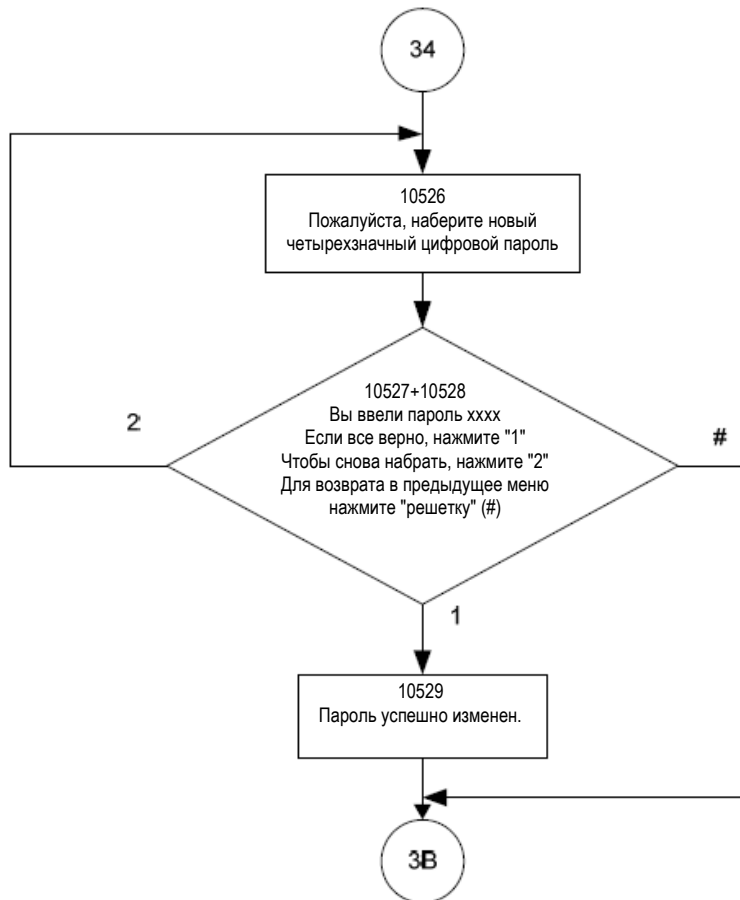 34
10526
Пожалуйста, наберите новый
четырехзначный цифровой пароль
10527+10528
Вы ввели пароль xxxx
Если все верно, нажмите "1"
Чтобы снова набрать, нажмите "2"
Для возврата в предыдущее меню
нажмите "решетку" (#)
2
#
1
10529
Пароль успешно изменен.
3B